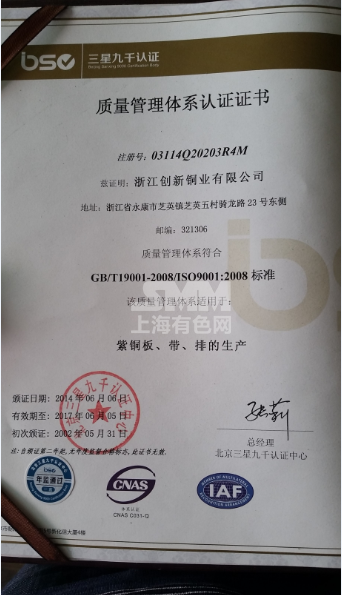 bsc 三星九千认证
质量管理体系认证证书
注册号：03114Q20203R4M
兹证明：浙江创新铜业有限公司
地址：浙江省永康市芝英镇芝英五村骑龙路23号东侧
邮编：321306
质量管理体系符合
GB/T19001-2008/ISO9001:2008 标准
该质量管理体系适用于：
SMM
上海有色网
紫铜板、带、排的生产
颁证日期：2014年06月06日
有效期至：2017年06月05日
初次颁证：2002年05月31日
总经理
北京三星九千认证中心
年监通过
CNAS
CNAS C031-Q
IAF